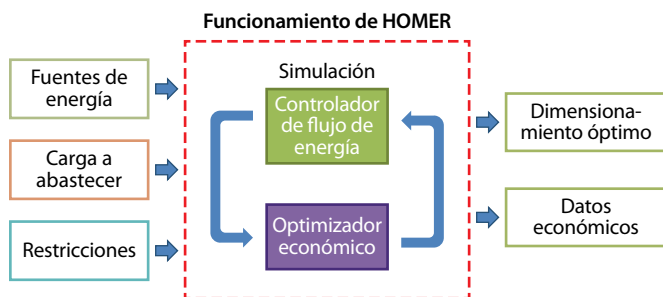 Funcionamiento de HOMER
Fuentes de
energía
Carga a
abastecer
Restricciones
Simulación
Controlador
de flujo de
energía
Optimizador
económico
Dimensiona-
miento óptimo
Datos
económicos